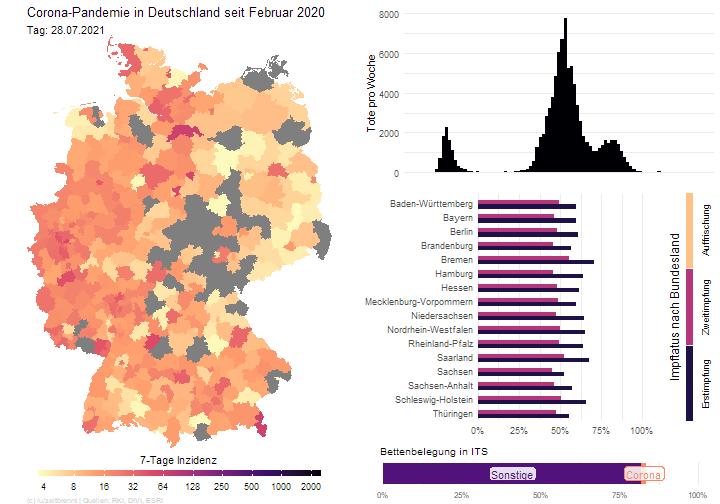 Corona-Pandemie in Deutschland seit Februar 2020
Tag: 28.07.2021
7-Tage Inzidenz
4 8 16 32 64 100 200 500 1000 2000
(c) /u/zeitbrennt | Quellen: RKI, DIVI, ESRI
Tote pro Woche
8000
6000
4000
2000
0
Baden-Württemberg
Bayern
Berlin
Brandenburg
Bremen
Hamburg
Hessen
Mecklenburg-Vorpommern
Niedersachsen
Nordrhein-Westfalen
Rheinland-Pfalz
Saarland
Sachsen
Sachsen-Anhalt
Schleswig-Holstein
Thüringen
0% 25% 50% 75% 100%
Impfstatus nach Bundesland
Auffrischung
Zweitimpfung
Erstimpfung
Bettenbelegung in ITS
Sonstige
Corona
0% 25% 50% 75% 100%